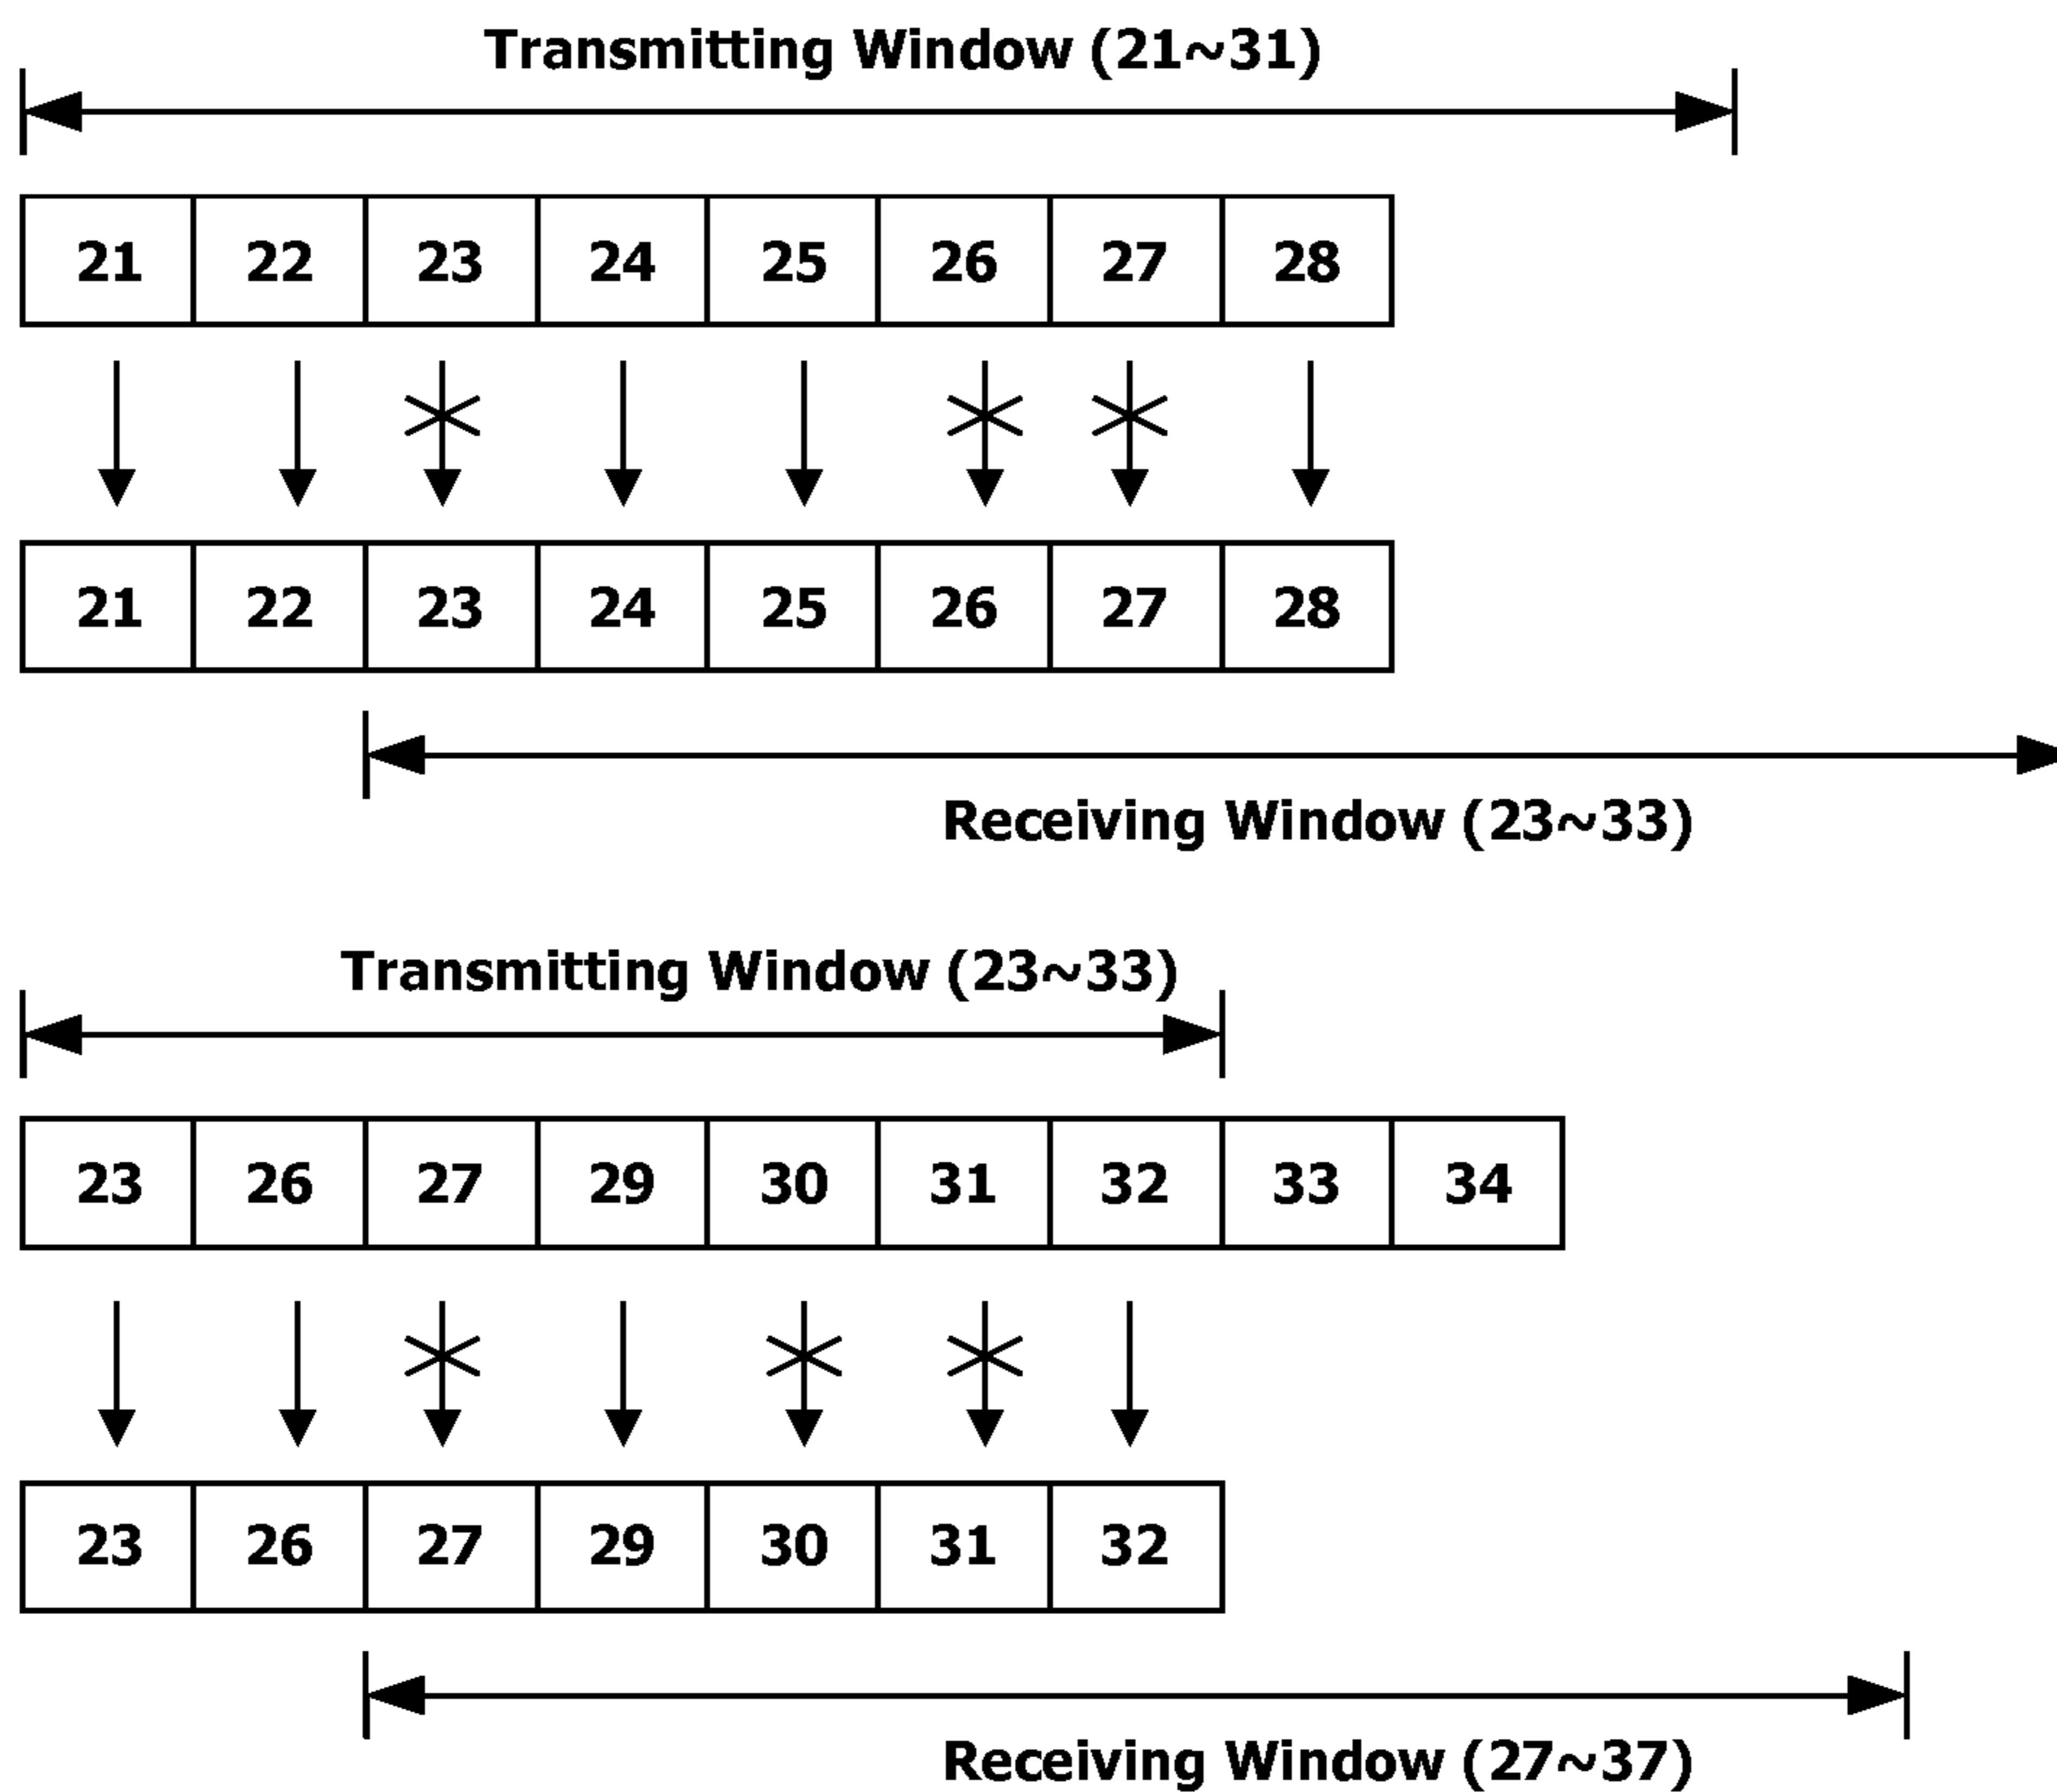 Transmitting Window (21~31)
21 22 23 24 25 26 27 28
21 22 23 24 25 26 27 28
Receiving Window (23~33)
Transmitting Window (23~33)
23 26 27 29 30 31 32 33 34
23 26 27 29 30 31 32
Receiving Window (27~37)